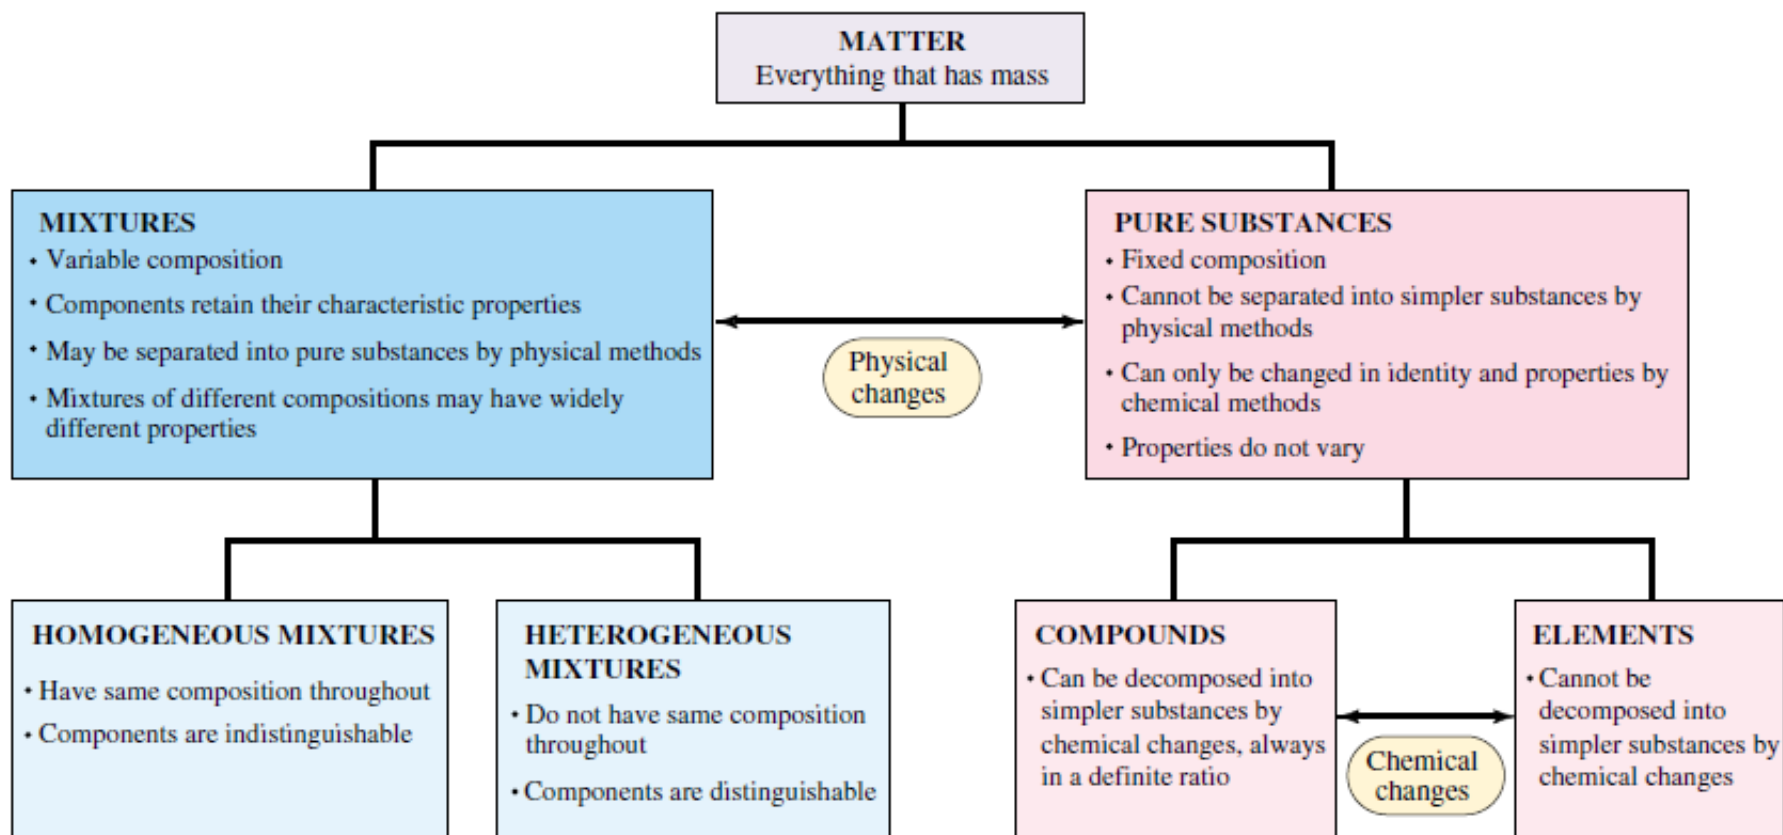 MATTER
Everything that has mass
MIXTURES
• Variable composition
• Components retain their characteristic properties
• May be separated into pure substances by physical methods
• Mixtures of different compositions may have widely
different properties
Physical
changes
PURE SUBSTANCES
• Fixed composition
• Cannot be separated into simpler substances by
physical methods
• Can only be changed in identity and properties by
chemical methods
• Properties do not vary
HOMOGENEOUS MIXTURES
• Have same composition throughout
• Components are indistinguishable
HETEROGENEOUS
MIXTURES
• Do not have same composition
throughout
• Components are distinguishable
COMPOUNDS
• Can be decomposed into
simpler substances by
chemical changes, always
in a definite ratio
Chemical
changes
ELEMENTS
• Cannot be
decomposed into
simpler substances by
chemical changes